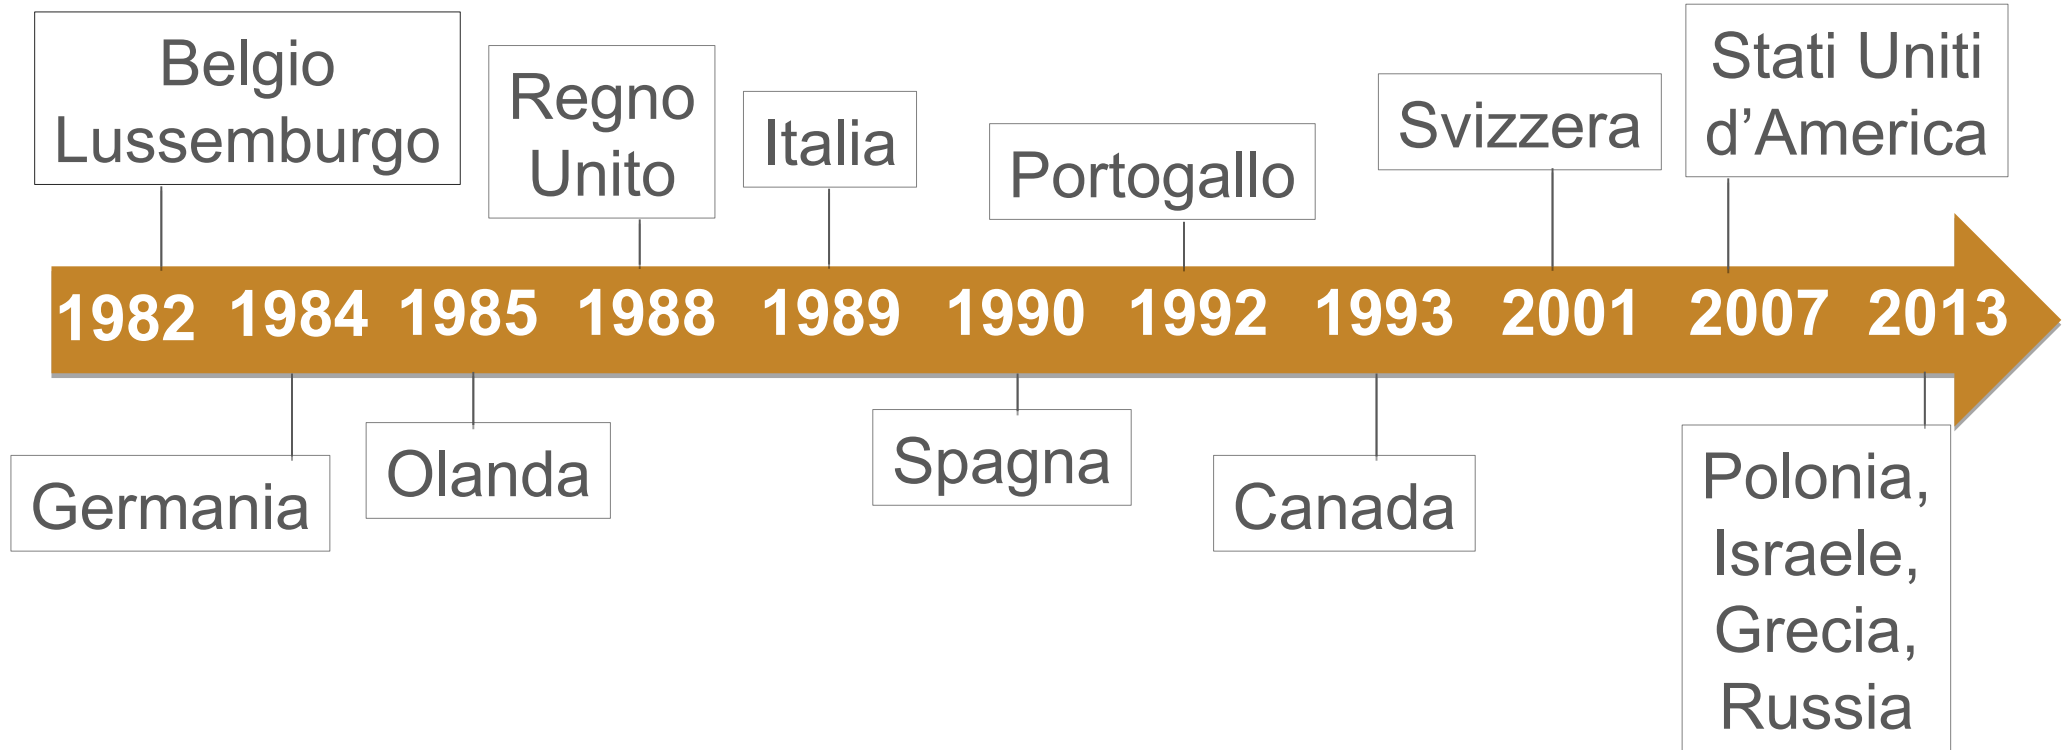 Belgio
Lussemburgo
Regno
Unito
Italia
Portogallo
Svizzera
Stati Uniti
d’America
1982 1984 1985 1988 1989 1990 1992 1993 2001 2007 2013
Germania
Olanda
Spagna
Canada
Polonia,
Israele,
Grecia,
Russia